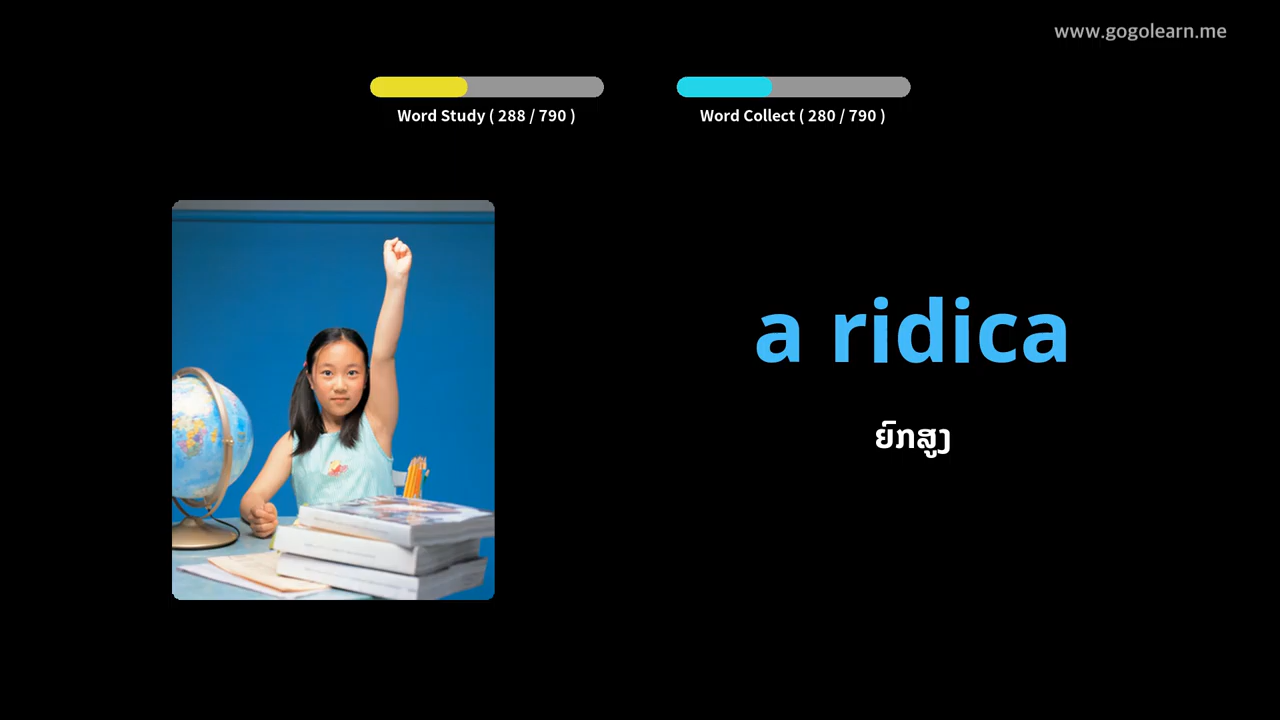 www.gogolearn.me
Word Study ( 288 / 790 )
Word Collect ( 280 / 790 )
a ridica
ຍົກສູງ